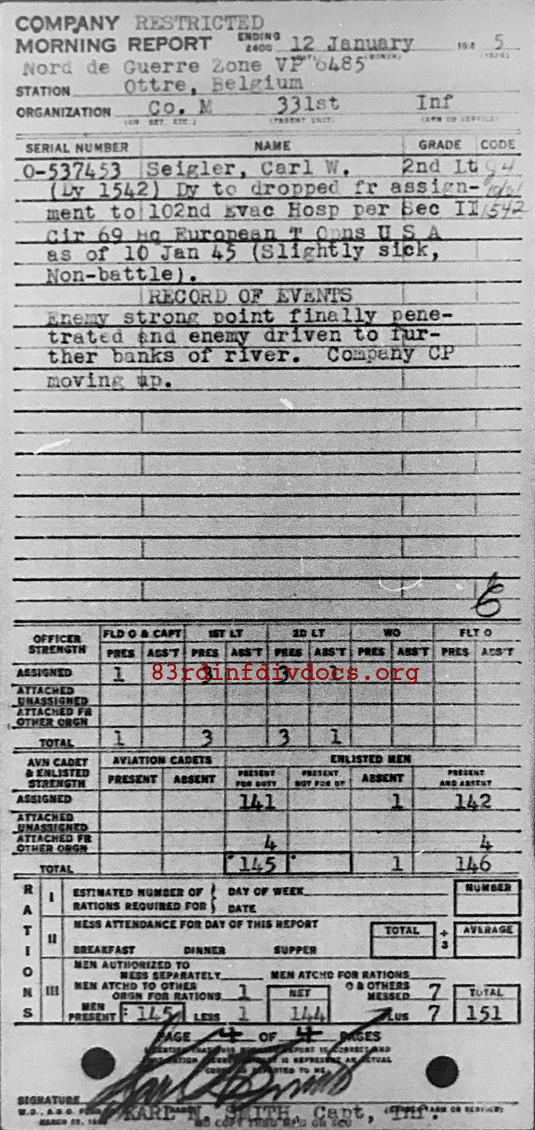 COMPANY RESTRICTED
MORNING REPORT ENDING 2400 12 January 194 5
Nord de Guerre Zone VP 6485
STATION Ottre, Belgium
ORGANIZATION Co. M 331st Inf
SERIAL NUMBER NAME GRADE CODE
O-537453 Seigler, Carl W. 2nd Lt
(Dy 1542) Dy to dropped fr assign-
ment to 102nd Evac Hosp per Sec II 1542
Cir 69 Hq European T Opns U S A
as of 10 Jan 45 (Slightly sick,
Non-battle).
RECORD OF EVENTS
Enemy strong point finally pene-
trated and enemy driven to fur-
ther banks of river. Company CP
moving up.
OFFICER STRENGTH FLD O & CAPT 1ST LT 2D LT WO FLT O
PRES ABS'T PRES ABS'T PRES ABS'T PRES ABS'T PRES ABS'T
ASSIGNED 1 3 3 1
83rdinfdivdocs.org
ATTACHED UNASSIGNED
ATTACHED FR OTHER ORGN
TOTAL 1 3 3 1
AVN CADET & ENLISTED STRENGTH AVIATION CADETS ENLISTED MEN
PRESENT ABSENT PRESENT FOR DUTY PRESENT NOT FOR DY ABSENT PRESENT AND ABSENT
ASSIGNED 141 1 142
ATTACHED UNASSIGNED
ATTACHED FR OTHER ORGN 4 4
TOTAL 145 1 146
RATIONS
I ESTIMATED NUMBER OF RATIONS REQUIRED FOR DAY OF WEEK DATE NUMBER
II MESS ATTENDANCE FOR DAY OF THIS REPORT TOTAL ÷ 3 AVERAGE
BREAKFAST DINNER SUPPER
III MEN AUTHORIZED TO MESS SEPARATELY MEN ATCHD FOR RATIONS
MEN ATCHD TO OTHER ORGN FOR RATIONS 1 NET O & OTHERS MESSED 7 TOTAL
MEN PRESENT 145 LESS 1 144 PLUS 7 151
PAGE 4 OF 4 PAGES
SIGNATURE
KARL N. SMITH, Capt, Inf.